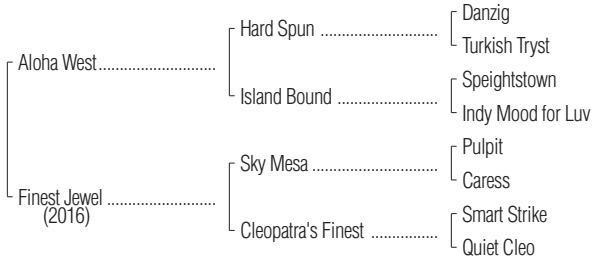 Danzig
Hard Spun
Turkish Tryst
Aloha West
Speightstown
Island Bound
Indy Mood for Luv
Pulpit
Sky Mesa
Caress
Finest Jewel
(2016)
Smart Strike
Cleopatra's Finest
Quiet Cleo